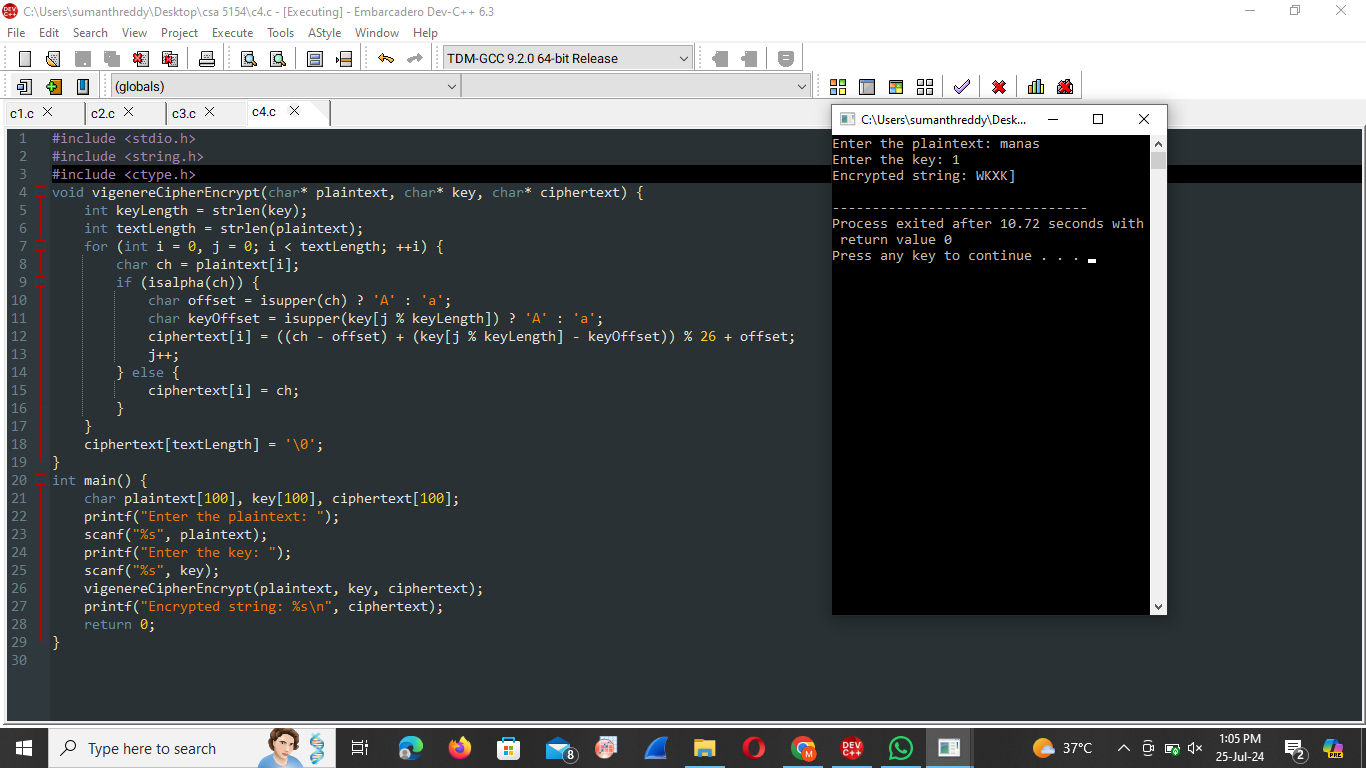 C:\Users\sumanthreddy\Desktop\csa 5154\c4.c - [Executing] - Embarcadero Dev-C++ 6.3
File Edit Search View Project Execute Tools AStyle Window Help
TDM-GCC 9.2.0 64-bit Release
(globals)
c1.c c2.c c3.c c4.c
1 #include <stdio.h>
2 #include <string.h>
3 #include <ctype.h>
4 void vigenereCipherEncrypt(char* plaintext, char* key, char* ciphertext) {
5 int keyLength = strlen(key);
6 int textLength = strlen(plaintext);
7 for (int i = 0, j = 0; i < textLength; ++i) {
8 char ch = plaintext[i];
9 if (isalpha(ch)) {
10 char offset = isupper(ch) ? 'A' : 'a';
11 char keyOffset = isupper(key[j % keyLength]) ? 'A' : 'a';
12 ciphertext[i] = ((ch - offset) + (key[j % keyLength] - keyOffset)) % 26 + offset;
13 j++;
14 } else {
15 ciphertext[i] = ch;
16 }
17 }
18 ciphertext[textLength] = '\0';
19 }
20 int main() {
21 char plaintext[100], key[100], ciphertext[100];
22 printf("Enter the plaintext: ");
23 scanf("%s", plaintext);
24 printf("Enter the key: ");
25 scanf("%s", key);
26 vigenereCipherEncrypt(plaintext, key, ciphertext);
27 printf("Encrypted string: %s\n", ciphertext);
28 return 0;
29 }
30
C:\Users\sumanthreddy\Desk...
Enter the plaintext: manas
Enter the key: 1
Encrypted string: WKXK]
--------------------------------
Process exited after 10.72 seconds with
return value 0
Press any key to continue . . .
Type here to search
8
M
DEV C++
37°C
1:05 PM
25-Jul-24
2
PRE